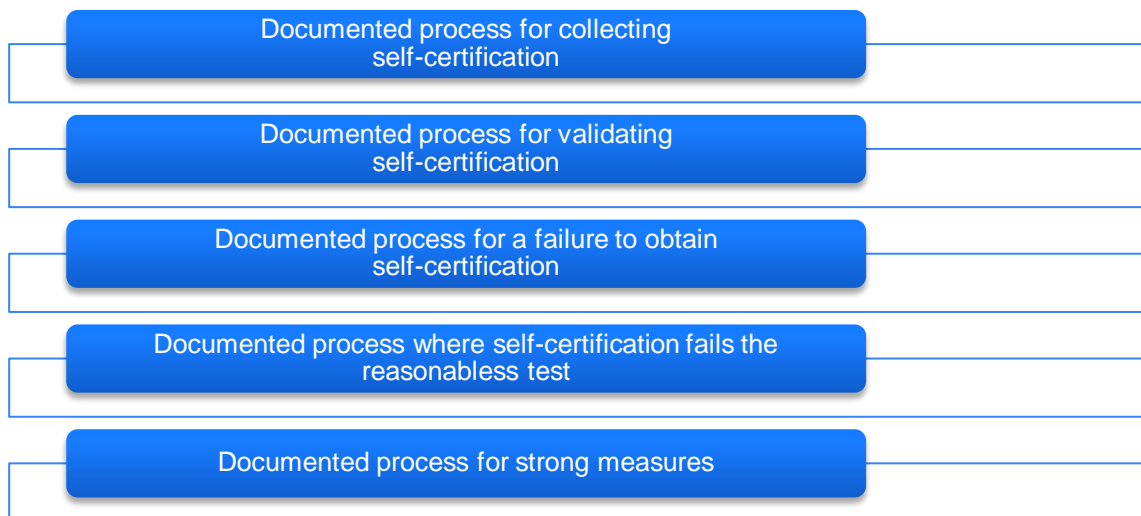 Documented process for collecting
self-certification
Documented process for validating
self-certification
Documented process for a failure to obtain
self-certification
Documented process where self-certification fails the
reasonabless test
Documented process for strong measures